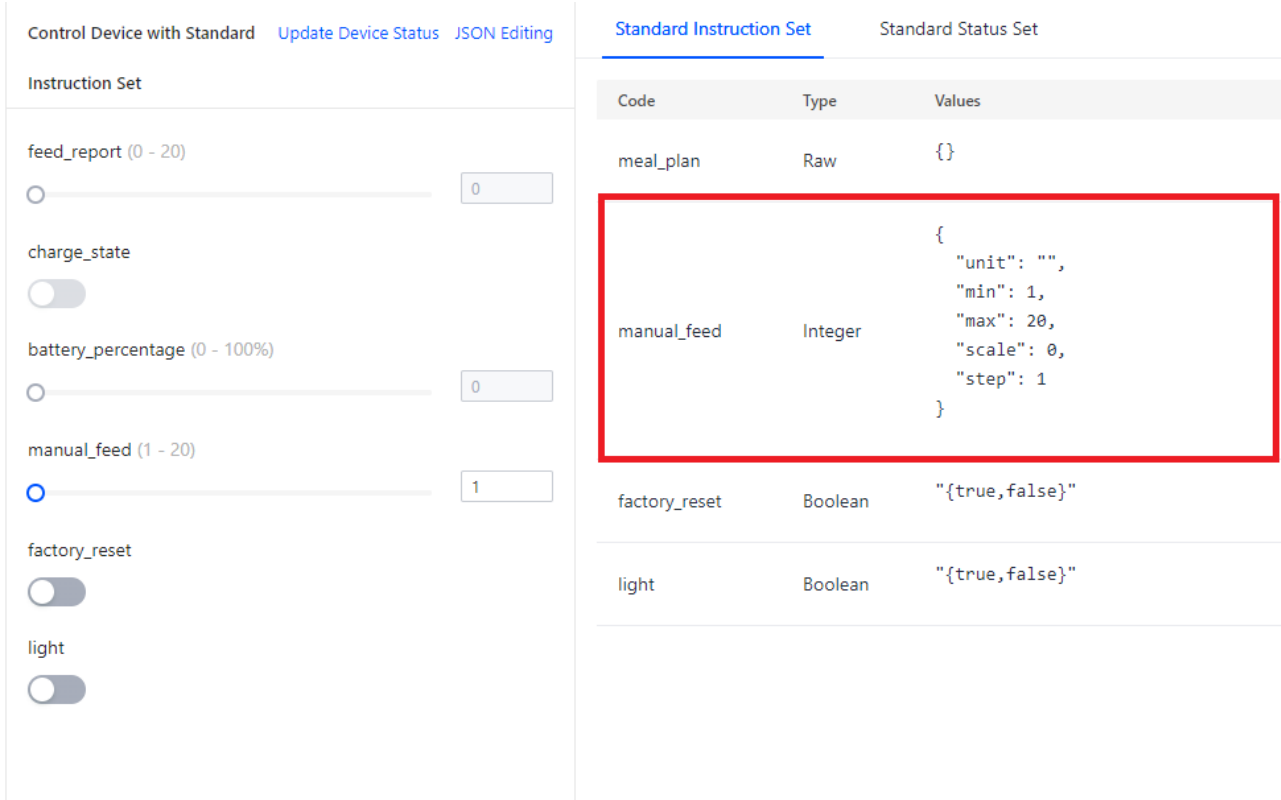 Control Device with Standard Update Device Status JSON Editing
Instruction Set
feed_report (0 - 20)
0
charge_state
battery_percentage (0 - 100%)
0
manual_feed (1 - 20)
1
factory_reset
light
Standard Instruction Set Standard Status Set
Code Type Values
meal_plan Raw {}
manual_feed Integer
{
"unit": "",
"min": 1,
"max": 20,
"scale": 0,
"step": 1
}
factory_reset Boolean "{true,false}"
light Boolean "{true,false}"